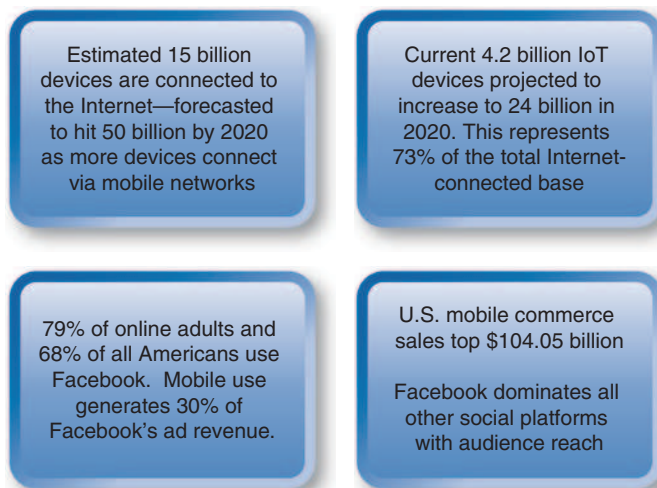 Estimated 15 billion
devices are connected to
the Internet—forecasted
to hit 50 billion by 2020
as more devices connect
via mobile networks
Current 4.2 billion IoT
devices projected to
increase to 24 billion in
2020. This represents
73% of the total Internet-
connected base
79% of online adults and
68% of all Americans use
Facebook.  Mobile use
generates 30% of
Facebook's ad revenue.
U.S. mobile commerce
sales top $104.05 billion
Facebook dominates all
other social platforms
with audience reach